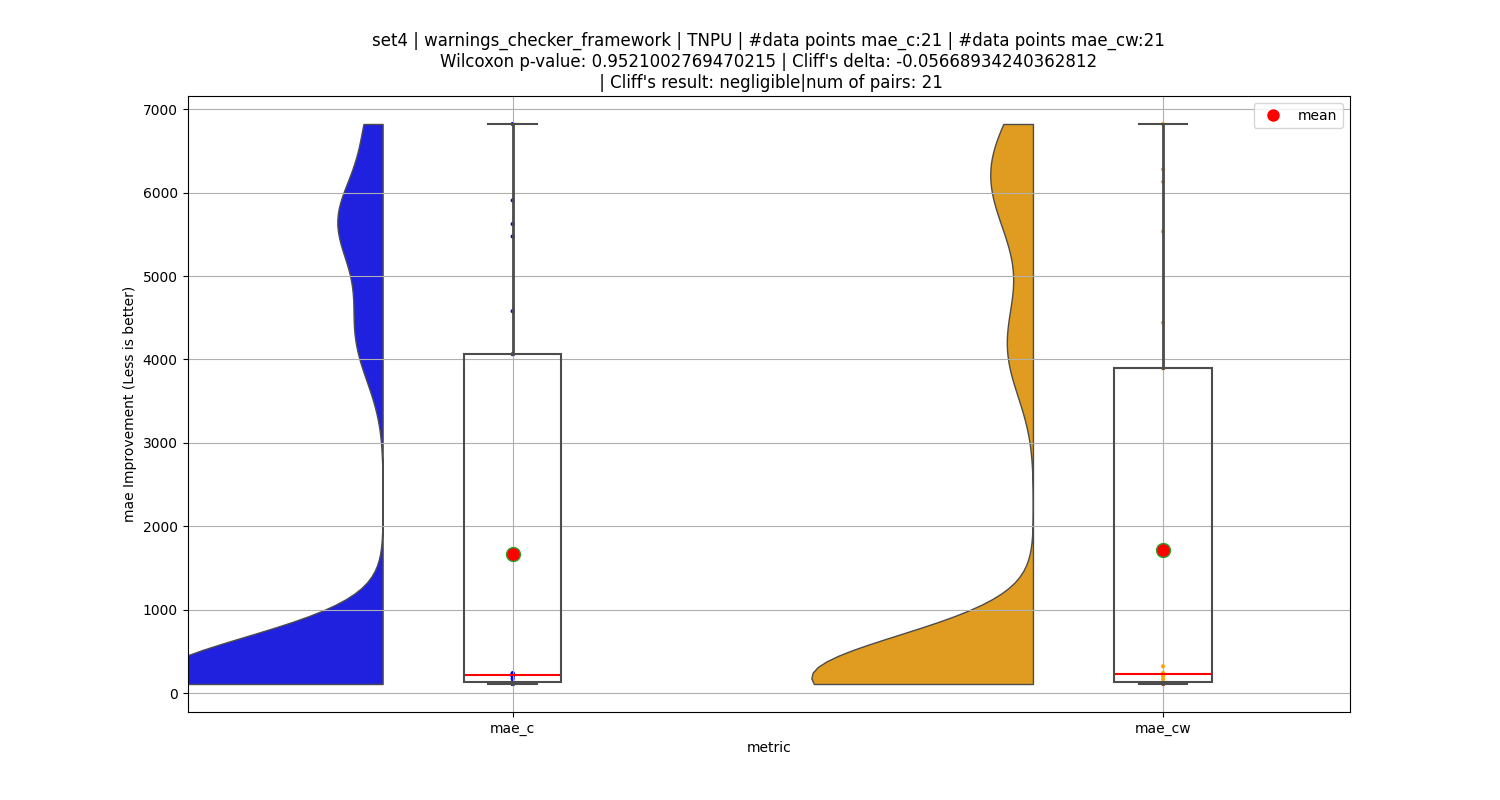 set4 | warnings_checker_framework | TNPU | #data points mae_c:21 | #data points mae_cw:21
Wilcoxon p-value: 0.9521002769470215 | Cliff's delta: -0.05668934240362812
| Cliff's result: negligible|num of pairs: 21
mean
7000
6000
5000
4000
3000
2000
1000
0
mae Improvement (Less is better)
mae_c
mae_cw
metric